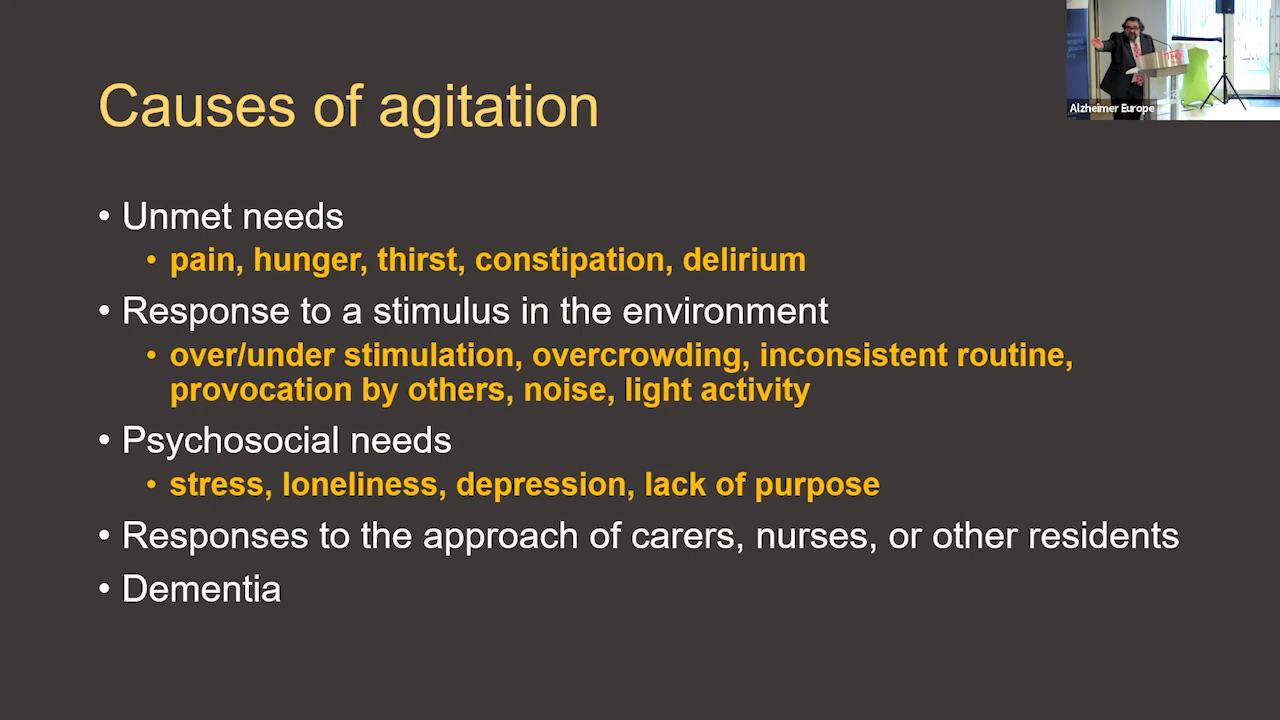 Causes of agitation
Alzheimer Europe
• Unmet needs
• pain, hunger, thirst, constipation, delirium
• Response to a stimulus in the environment
• over/under stimulation, overcrowding, inconsistent routine,
provocation by others, noise, light activity
• Psychosocial needs
• stress, loneliness, depression, lack of purpose
• Responses to the approach of carers, nurses, or other residents
• Dementia